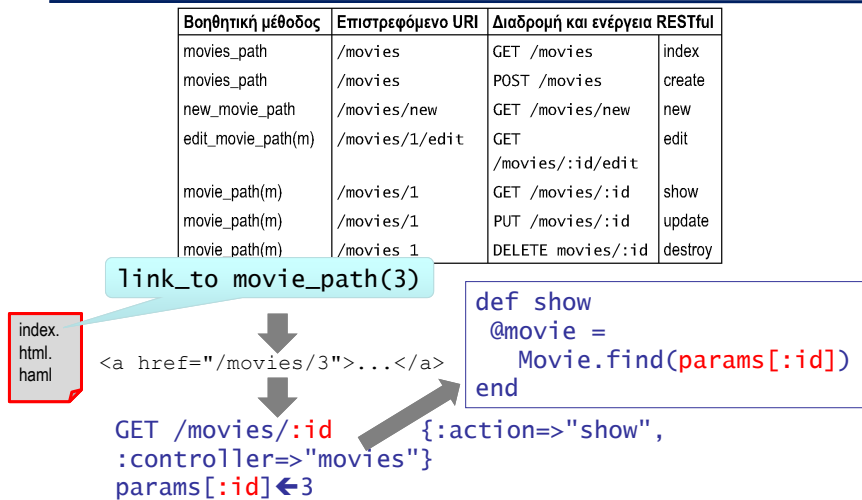 Βοηθητική μέθοδος Επιστρεφόμενο URI Διαδρομή και ενέργεια RESTful
movies_path /movies GET /movies index
movies_path /movies POST /movies create
new_movie_path /movies/new GET /movies/new new
edit_movie_path(m) /movies/1/edit GET edit
/movies/:id/edit
movie_path(m) /movies/1 GET /movies/:id show
movie_path(m) /movies/1 PUT /movies/:id update
movie_path(m) /movies 1 DELETE movies/:id destroy
link_to movie_path(3)
index.
html.
haml
<a href="/movies/3">...</a>
def show
@movie =
Movie.find(params[:id])
end
GET /movies/:id {:action=>"show",
:controller=>"movies"}
params[:id]🡸3